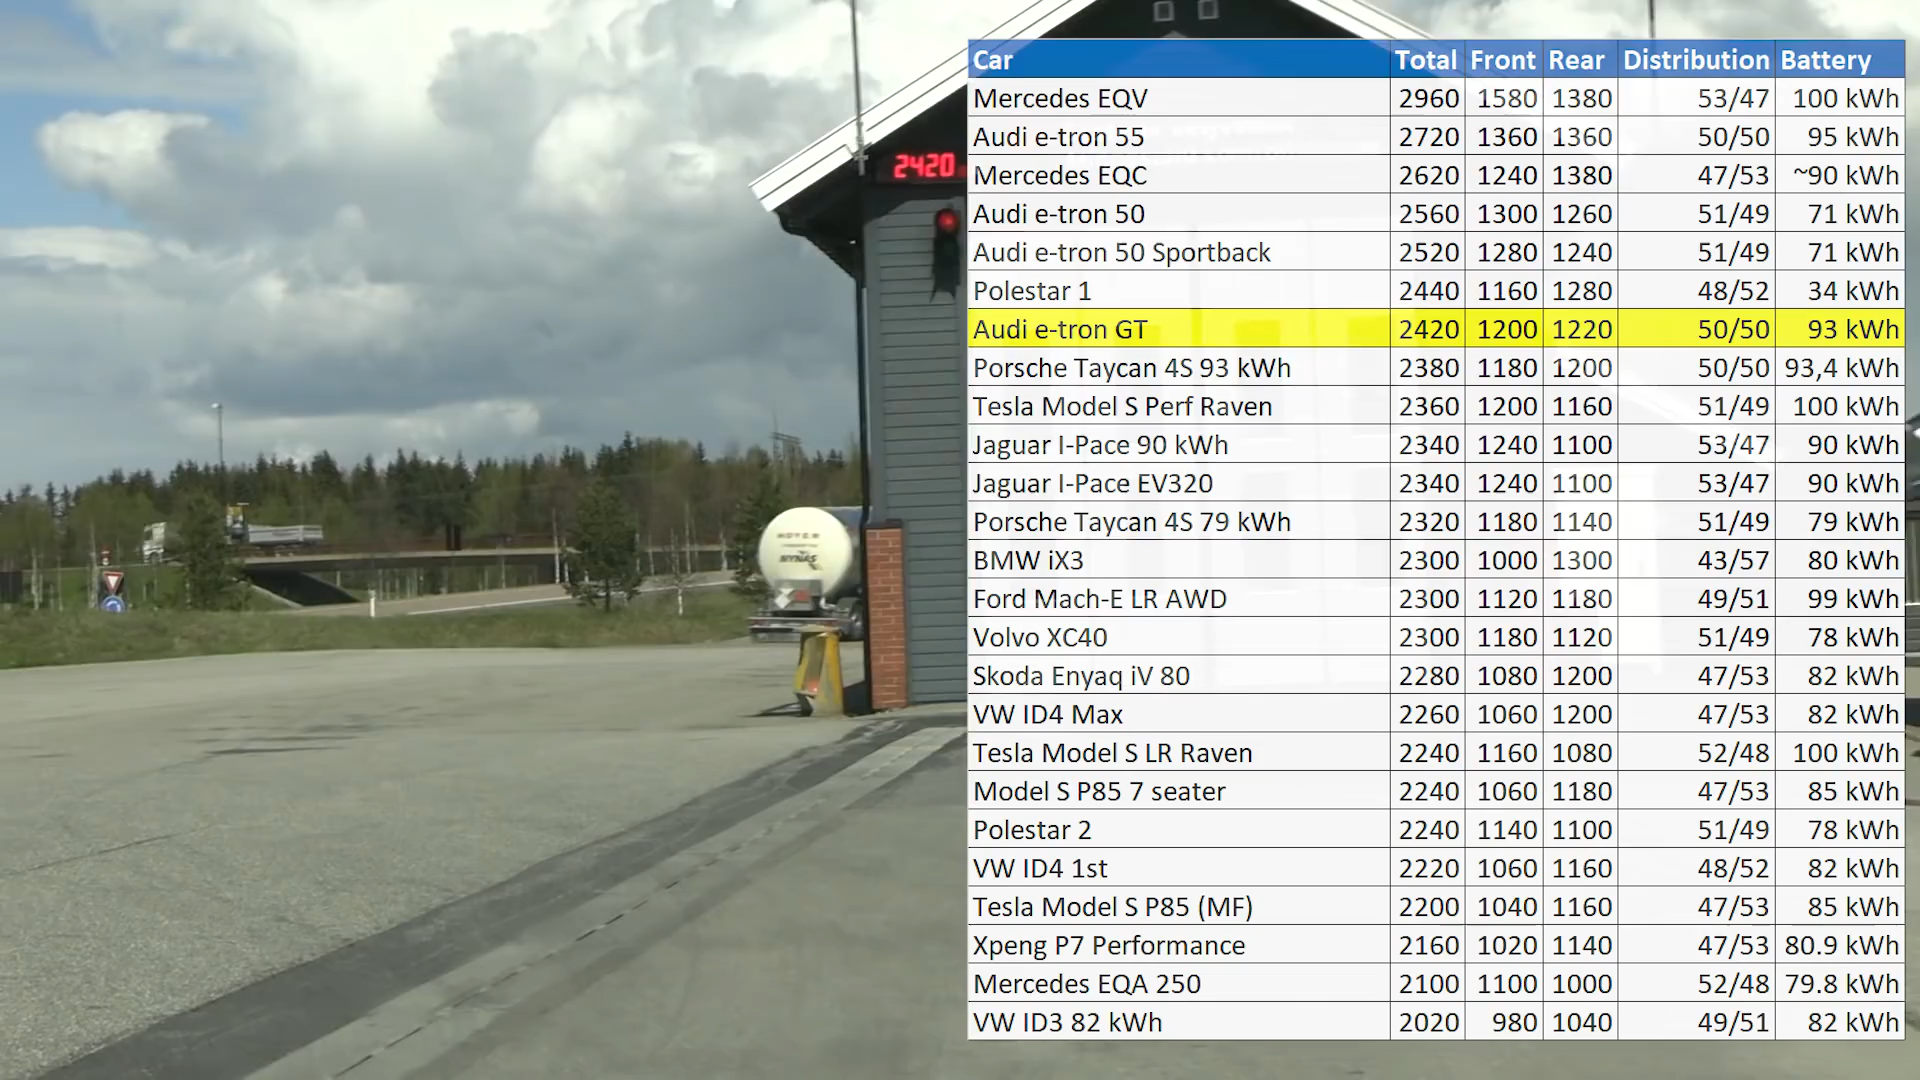 2420
NYNAS
Car Total Front Rear Distribution Battery
Mercedes EQV 2960 1580 1380 53/47 100 kWh
Audi e-tron 55 2720 1360 1360 50/50 95 kWh
Mercedes EQC 2620 1240 1380 47/53 ~90 kWh
Audi e-tron 50 2560 1300 1260 51/49 71 kWh
Audi e-tron 50 Sportback 2520 1280 1240 51/49 71 kWh
Polestar 1 2440 1160 1280 48/52 34 kWh
Audi e-tron GT 2420 1200 1220 50/50 93 kWh
Porsche Taycan 4S 93 kWh 2380 1180 1200 50/50 93,4 kWh
Tesla Model S Perf Raven 2360 1200 1160 51/49 100 kWh
Jaguar I-Pace 90 kWh 2340 1240 1100 53/47 90 kWh
Jaguar I-Pace EV320 2340 1240 1100 53/47 90 kWh
Porsche Taycan 4S 79 kWh 2320 1180 1140 51/49 79 kWh
BMW iX3 2300 1000 1300 43/57 80 kWh
Ford Mach-E LR AWD 2300 1120 1180 49/51 99 kWh
Volvo XC40 2300 1180 1120 51/49 78 kWh
Skoda Enyaq iV 80 2280 1080 1200 47/53 82 kWh
VW ID4 Max 2260 1060 1200 47/53 82 kWh
Tesla Model S LR Raven 2240 1160 1080 52/48 100 kWh
Model S P85 7 seater 2240 1060 1180 47/53 85 kWh
Polestar 2 2240 1140 1100 51/49 78 kWh
VW ID4 1st 2220 1060 1160 48/52 82 kWh
Tesla Model S P85 (MF) 2200 1040 1160 47/53 85 kWh
Xpeng P7 Performance 2160 1020 1140 47/53 80.9 kWh
Mercedes EQA 250 2100 1100 1000 52/48 79.8 kWh
VW ID3 82 kWh 2020 980 1040 49/51 82 kWh